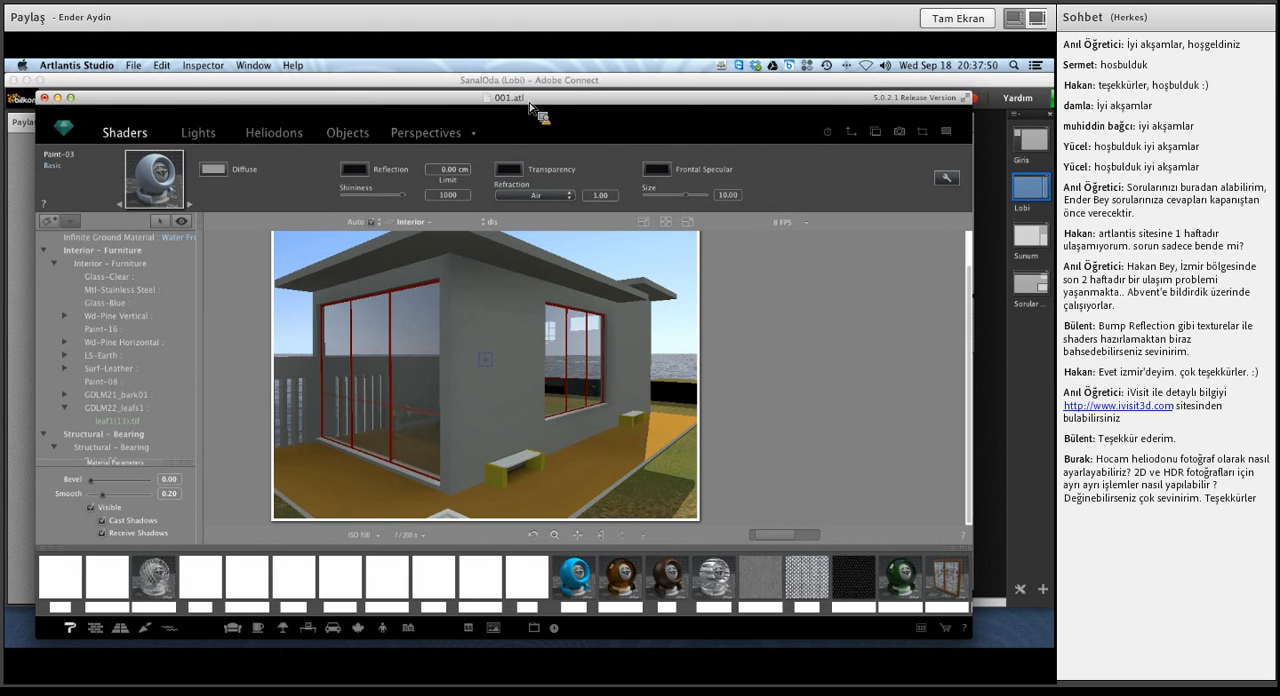 Paylaş - Ender Aydin
Tam Ekran
Artlantis Studio File Edit Inspector Window Help
Wed Sep 18 20:37:50
SanalOda (Lobi) – Adobe Connect
001.atl
5.0.2.1 Release Version
Yardım
Shaders Lights Heliodons Objects Perspectives
Paint-03
Basic
?
Diffuse
Reflection
0.00 cm
Limit
Shininess
1000
Transparency
Refraction
Air
1.00
Frontal Specular
Size
10.00
Auto
Interior –
dis
8 FPS
Infinite Ground Material : Water Fr
Interior – Furniture
Interior – Furniture
Glass-Clear :
Mtl-Stainless Steel :
Glass-Blue :
Wd-Pine Vertical :
Paint-16 :
Wd-Pine Horizontal :
LS-Earth :
Surf-Leather :
Paint-08 :
GDLM21_bark01 :
GDLM22_leafs1 :
leaf1(13).tif
Structural – Bearing
Structural – Bearing
Material Parameters
Bevel
0.00
Smooth
0.20
Visible
Cast Shadows
Receive Shadows
ISO 100
1/200 s
?
?
Giris
Lobi
Sunum
Sorular ...
Sohbet (Herkes)
Anıl Öğretici: İyi akşamlar, hoşgeldiniz
Sermet: hosbulduk
Hakan: teşekkürler, hoşbulduk :)
damla: İyi akşamlar
muhiddin bağcı: iyi akşamlar
Yücel: hoşbulduk iyi akşamlar
Yücel: hoşbulduk iyi akşamlar
Anıl Öğretici: Sorularınızı buradan alabilirim,
Ender Bey sorularınıza cevapları kapanıştan
önce verecektir.
Hakan: artlantis sitesine 1 haftadır
ulaşamıyorum. sorun sadece bende mi?
Anıl Öğretici: Hakan Bey, İzmir bölgesinde
son 2 haftadır bir ulaşım problemi
yaşanmakta.. Abvent'e bildirdik üzerinde
çalışıyorlar.
Bülent: Bump Reflection gibi texturelar ile
shaders hazırlamaktan biraz
bahsedebilirseniz sevinirim.
Hakan: Evet izmir'deyim. çok teşekkürler. :)
Anıl Öğretici: iVisit ile detaylı bilgiyi
http://www.ivisit3d.com sitesinden
bulabilirsiniz
Bülent: Teşekkür ederim.
Burak: Hocam heliodonu fotoğraf olarak nasıl
ayarlayabiliriz? 2D ve HDR fotoğrafları için
ayrı ayrı işlemler nasıl yapılabilir ?
Değinebilirseniz çok sevinirim. Teşekkürler